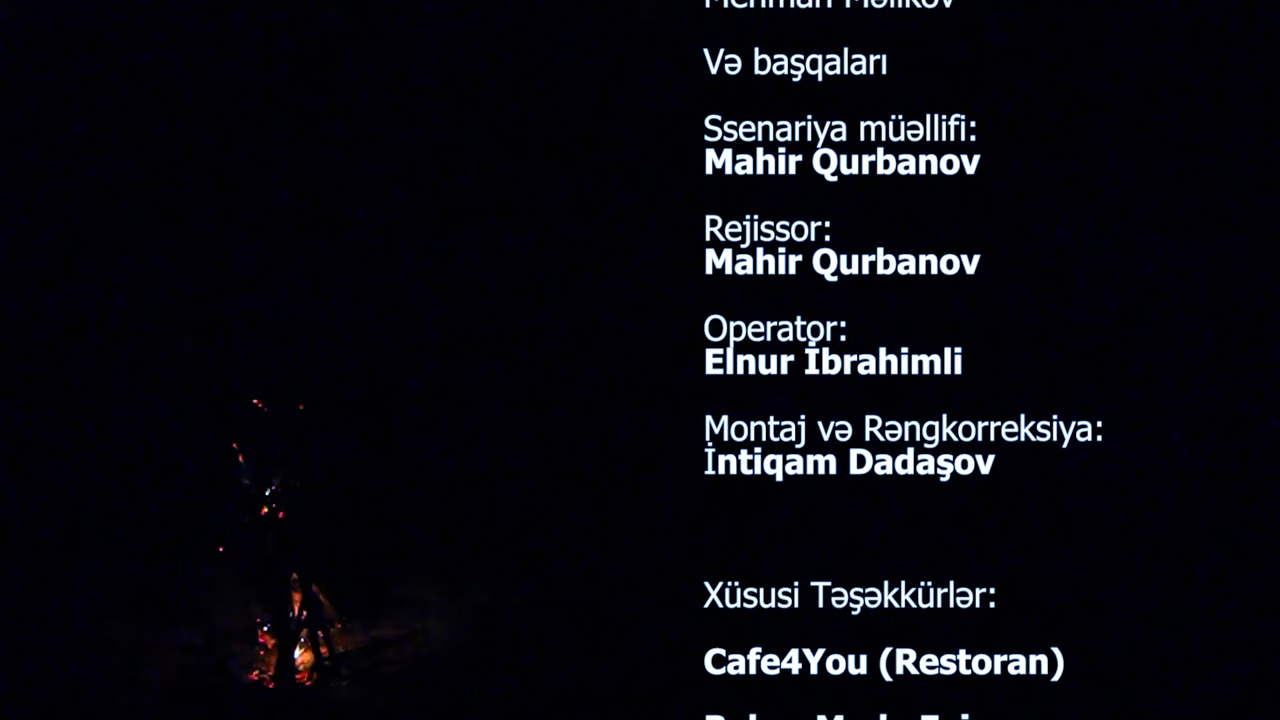 Və başqaları
Ssenariya müəllifi:
Mahir Qurbanov
Rejissor:
Mahir Qurbanov
Operator:
Elnur İbrahimli
Montaj və Rəngkorreksiya:
İntiqam Dadaşov
Xüsusi Təşəkkürlər:
Cafe4You (Restoran)